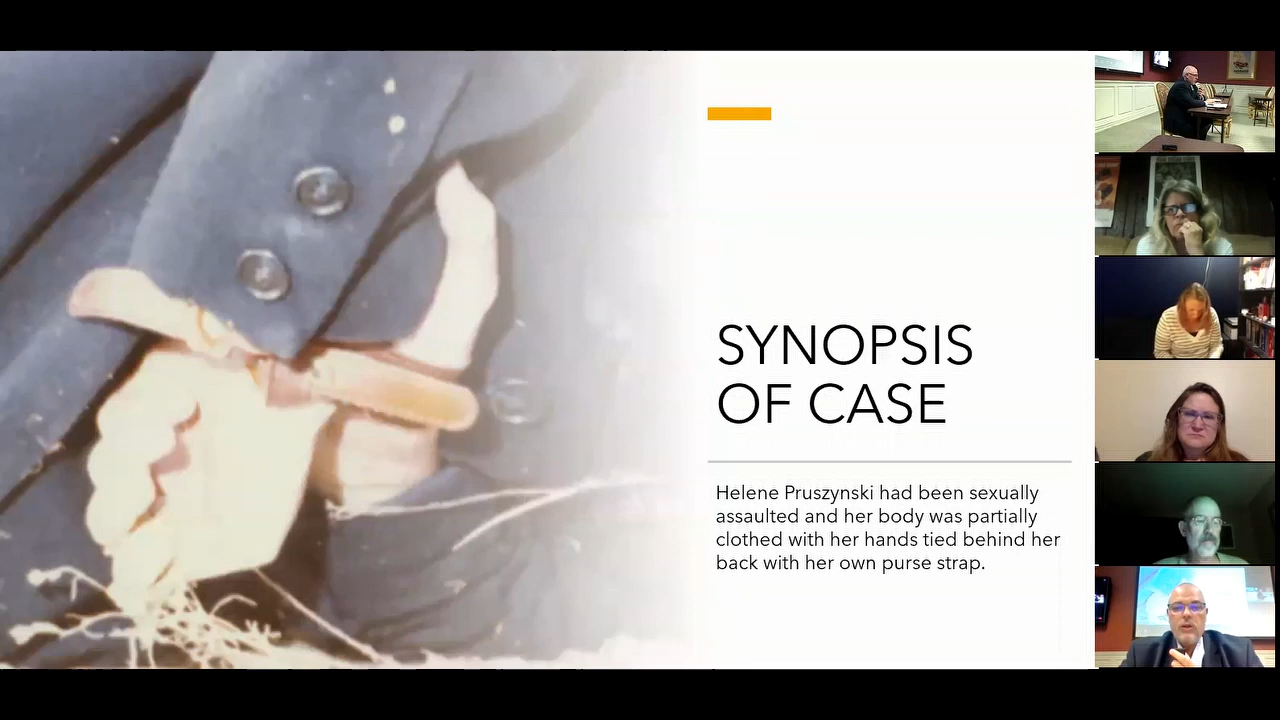 SYNOPSIS
OF CASE
Helene Pruszynski had been sexually
assaulted and her body was partially
clothed with her hands tied behind her
back with her own purse strap.